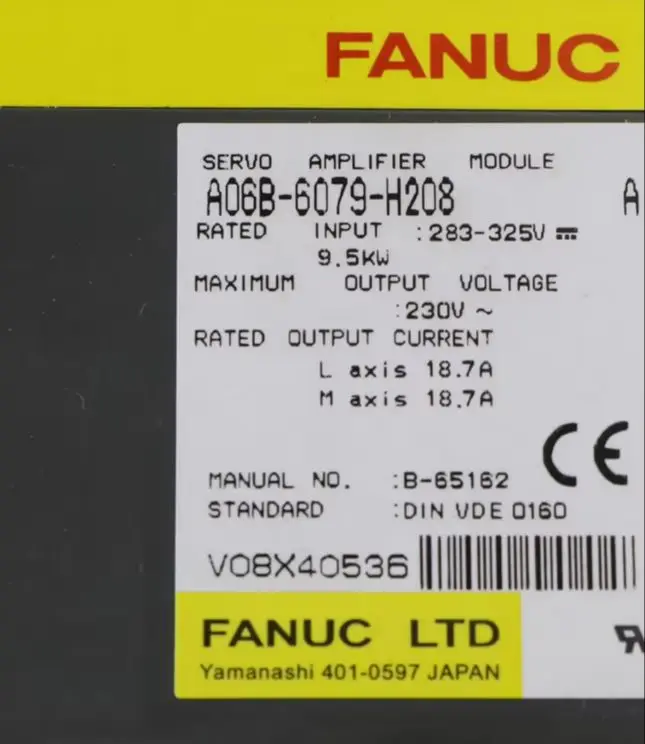 FANUC
SERVO AMPLIFIER MODULE
A06B-6079-H208 A
RATED INPUT :283-325V ⎓
9.5KW
MAXIMUM OUTPUT VOLTAGE
:230V ~
RATED OUTPUT CURRENT
L axis 18.7A
M axis 18.7A
CE
MANUAL NO. :B-65162
STANDARD :DIN VDE 0160
V08X40536
FANUC LTD
Yamanashi 401-0597 JAPAN